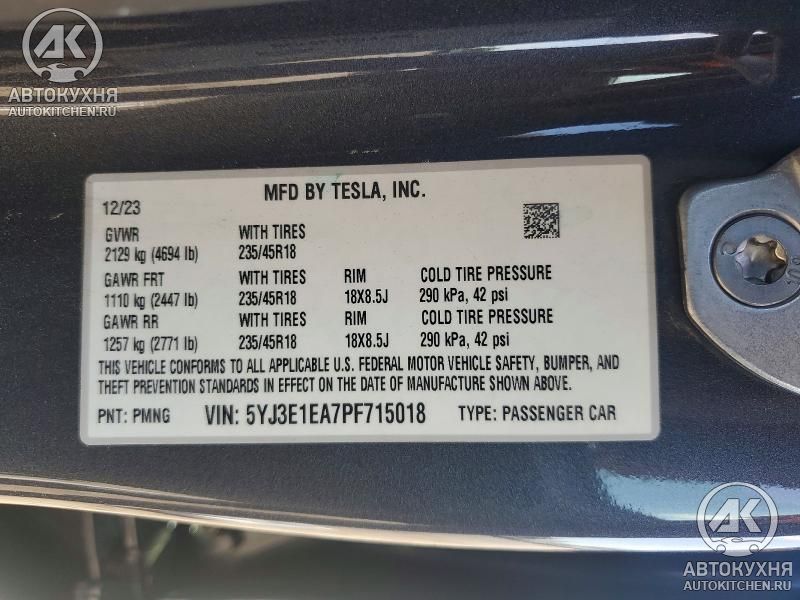 AK
АВТОКУХНЯ
AUTOKITCHEN.RU
MFD BY TESLA, INC.
12/23
GVWR WITH TIRES
2129 kg (4694 lb) 235/45R18
GAWR FRT WITH TIRES RIM COLD TIRE PRESSURE
1110 kg (2447 lb) 235/45R18 18X8.5J 290 kPa, 42 psi
GAWR RR WITH TIRES RIM COLD TIRE PRESSURE
1257 kg (2771 lb) 235/45R18 18X8.5J 290 kPa, 42 psi
THIS VEHICLE CONFORMS TO ALL APPLICABLE U.S. FEDERAL MOTOR VEHICLE SAFETY, BUMPER, AND
THEFT PREVENTION STANDARDS IN EFFECT ON THE DATE OF MANUFACTURE SHOWN ABOVE.
PNT: PMNG VIN: 5YJ3E1EA7PF715018 TYPE: PASSENGER CAR
AK
АВТОКУХНЯ
AUTOKITCHEN.RU